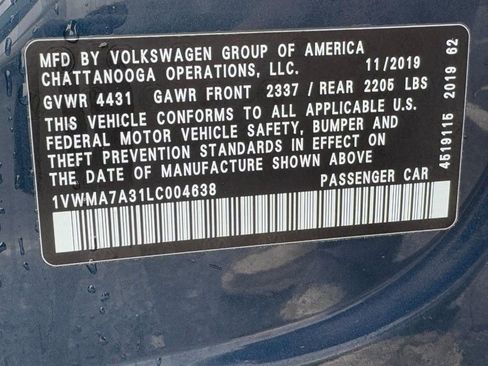 MFD BY VOLKSWAGEN GROUP OF AMERICA
CHATTANOOGA OPERATIONS, LLC. 11/2019
GVWR 4431 GAWR FRONT 2337 / REAR 2205 LBS
THIS VEHICLE CONFORMS TO ALL APPLICABLE U.S.
FEDERAL MOTOR VEHICLE SAFETY, BUMPER AND
THEFT PREVENTION STANDARDS IN EFFECT ON
THE DATE OF MANUFACTURE SHOWN ABOVE
1VWMA7A31LC004638 PASSENGER CAR
4519115 2019 62